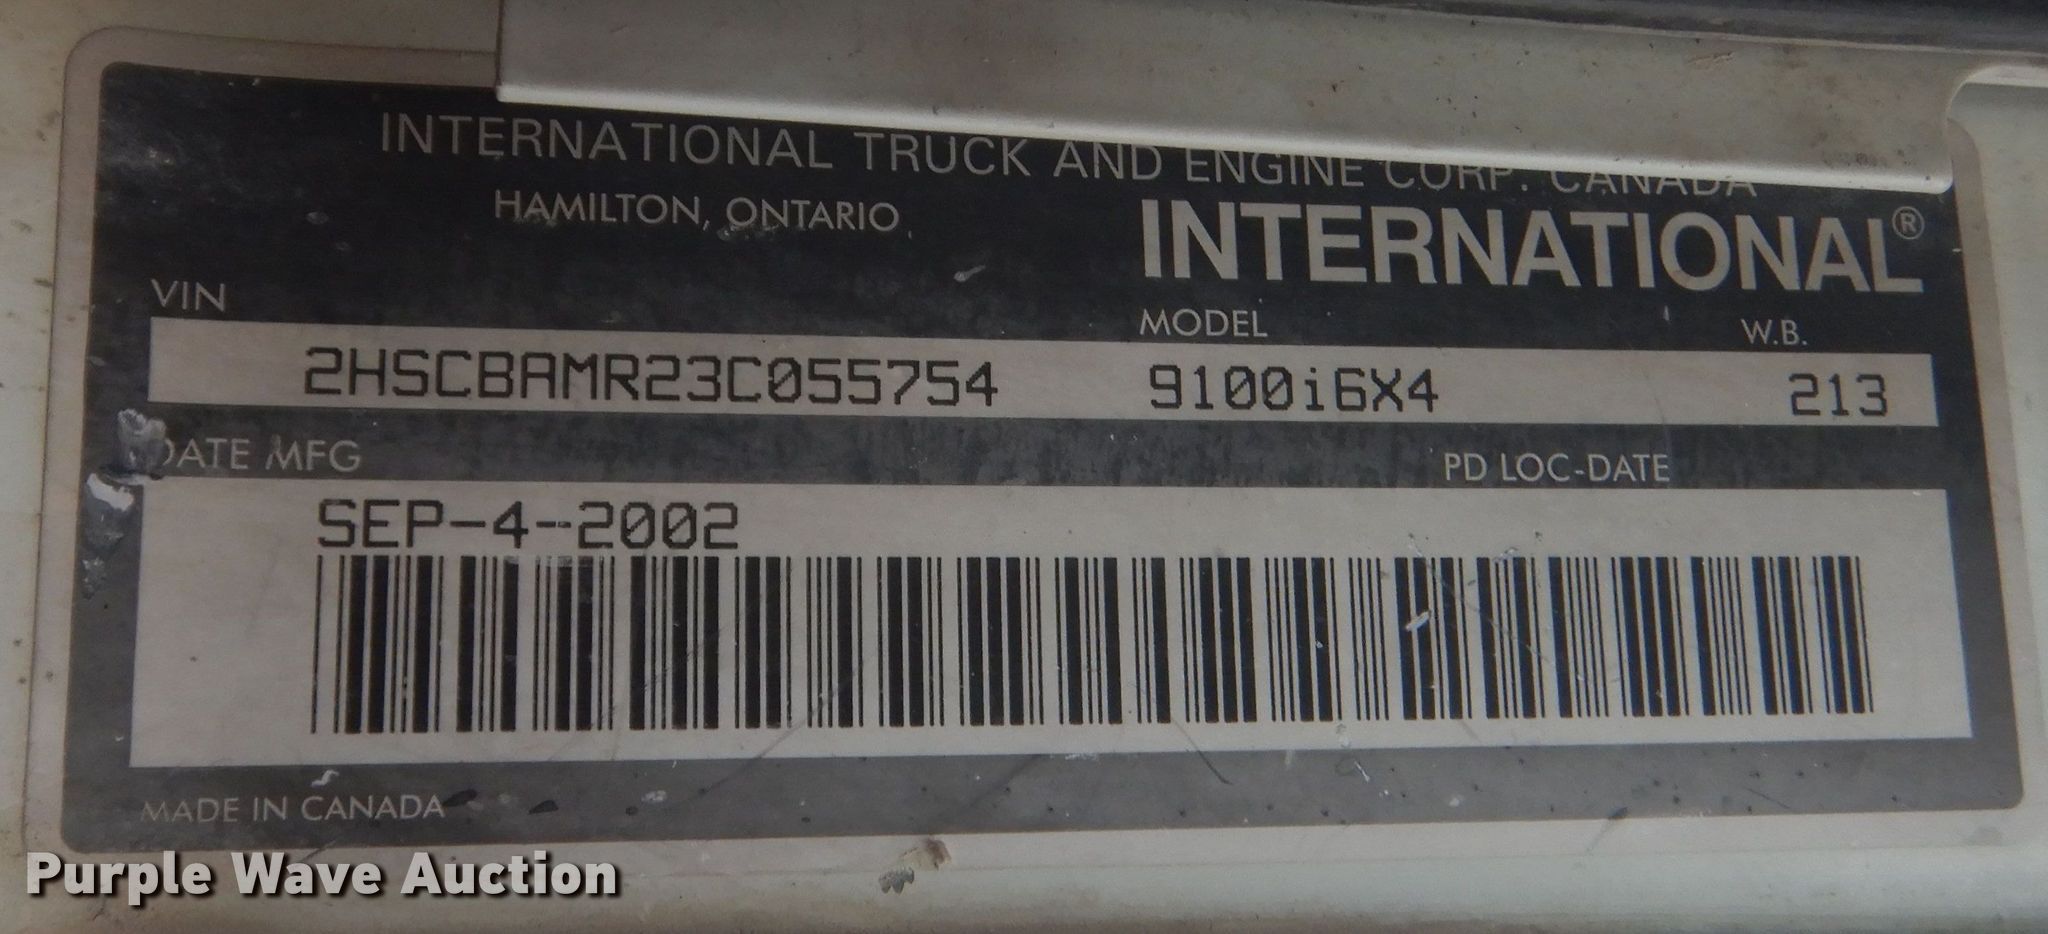 INTERNATIONAL TRUCK AND ENGINE CORP. CANADA
HAMILTON, ONTARIO
INTERNATIONAL®
VIN MODEL W.B.
2HSCBAMR23C055754 9100i6X4 213
DATE MFG PD LOC-DATE
SEP-4-2002
MADE IN CANADA
Purple Wave Auction